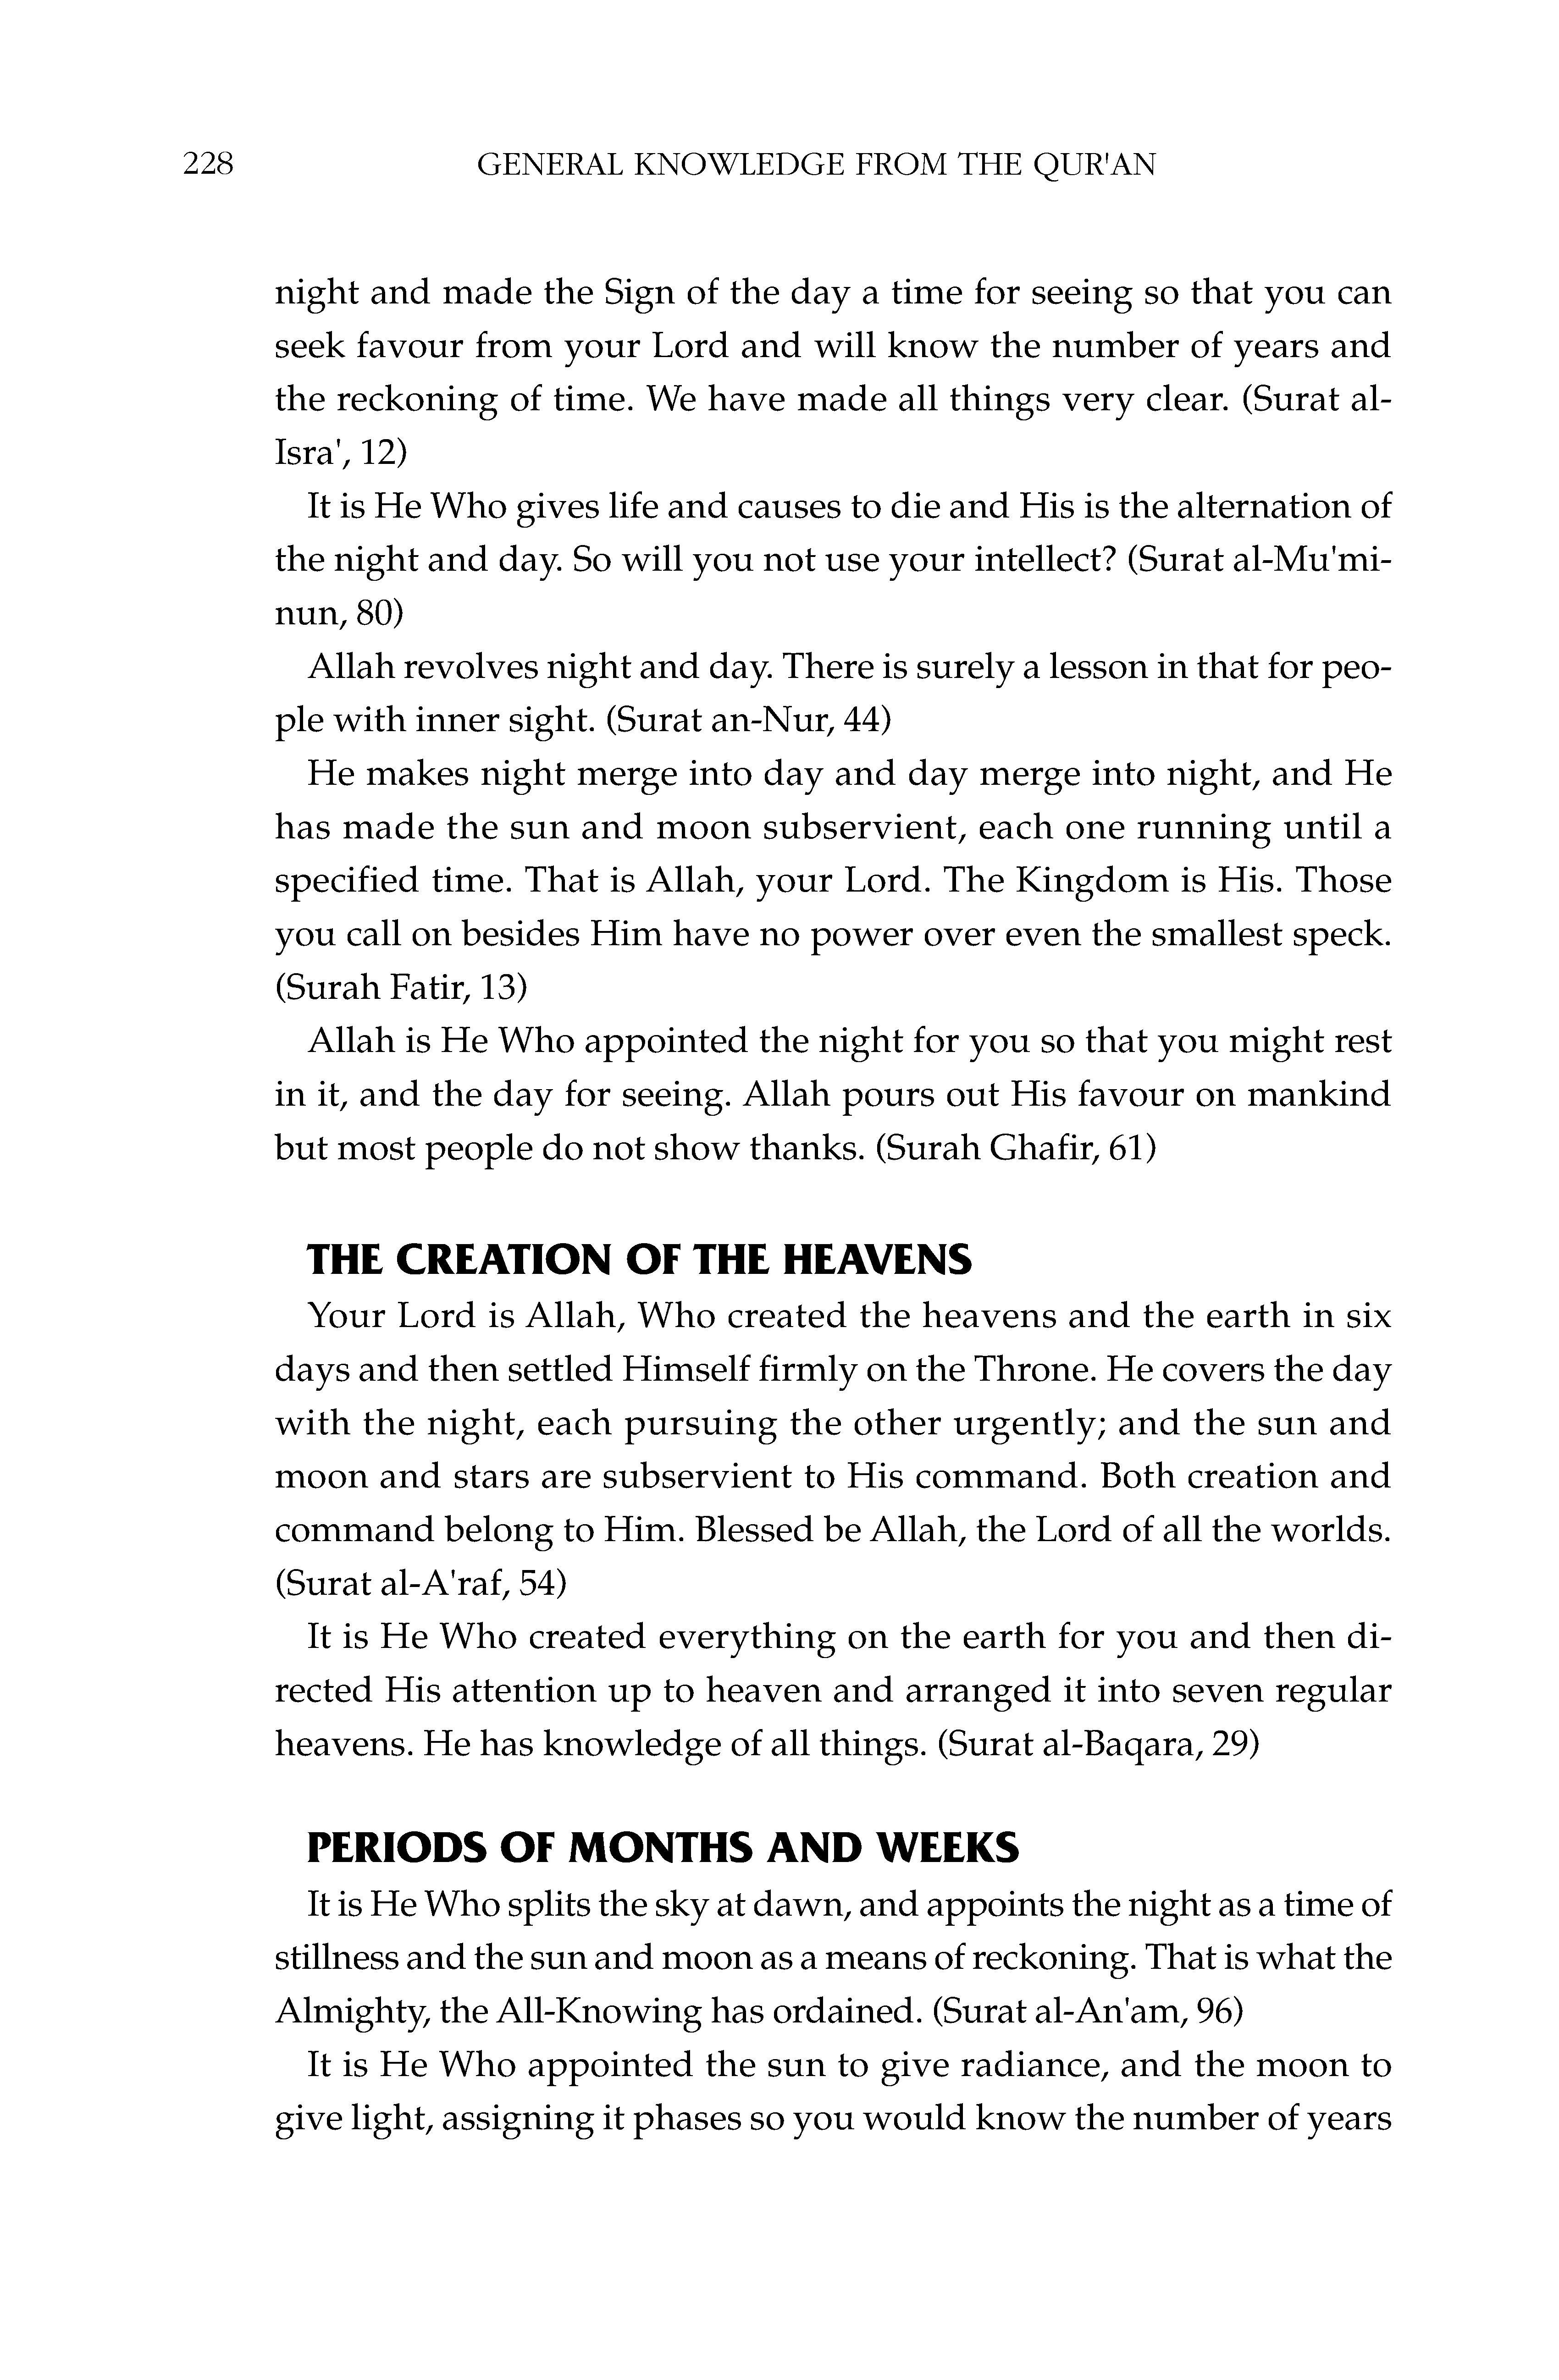 228 GENERAL KNOWLEDGE FROM THE QUR'AN
night and made the Sign of the day a time for seeing so that you can
seek favour from your Lord and will know the number of years and
the reckoning of time. We have made all things very clear. (Surat al-
Isra', 12)
It is He Who gives life and causes to die and His is the alternation of
the night and day. So will you not use your intellect? (Surat al-Mu'mi-
nun, 80)
Allah revolves night and day. There is surely a lesson in that for peo-
ple with inner sight. (Surat an-Nur, 44)
He makes night merge into day and day merge into night, and He
has made the sun and moon subservient, each one running until a
specified time. That is Allah, your Lord. The Kingdom is His. Those
you call on besides Him have no power over even the smallest speck.
(Surah Fatir, 13)
Allah is He Who appointed the night for you so that you might rest
in it, and the day for seeing. Allah pours out His favour on mankind
but most people do not show thanks. (Surah Ghafir, 61)
THE CREATION OF THE HEAVENS
Your Lord is Allah, Who created the heavens and the earth in six
days and then settled Himself firmly on the Throne. He covers the day
with the night, each pursuing the other urgently; and the sun and
moon and stars are subservient to His command. Both creation and
command belong to Him. Blessed be Allah, the Lord of all the worlds.
(Surat al-A'raf, 54)
It is He Who created everything on the earth for you and then di-
rected His attention up to heaven and arranged it into seven regular
heavens. He has knowledge of all things. (Surat al-Baqara, 29)
PERIODS OF MONTHS AND WEEKS
It is He Who splits the sky at dawn, and appoints the night as a time of
stillness and the sun and moon as a means of reckoning. That is what the
Almighty, the All-Knowing has ordained. (Surat al-An'am, 96)
It is He Who appointed the sun to give radiance, and the moon to
give light, assigning it phases so you would know the number of years